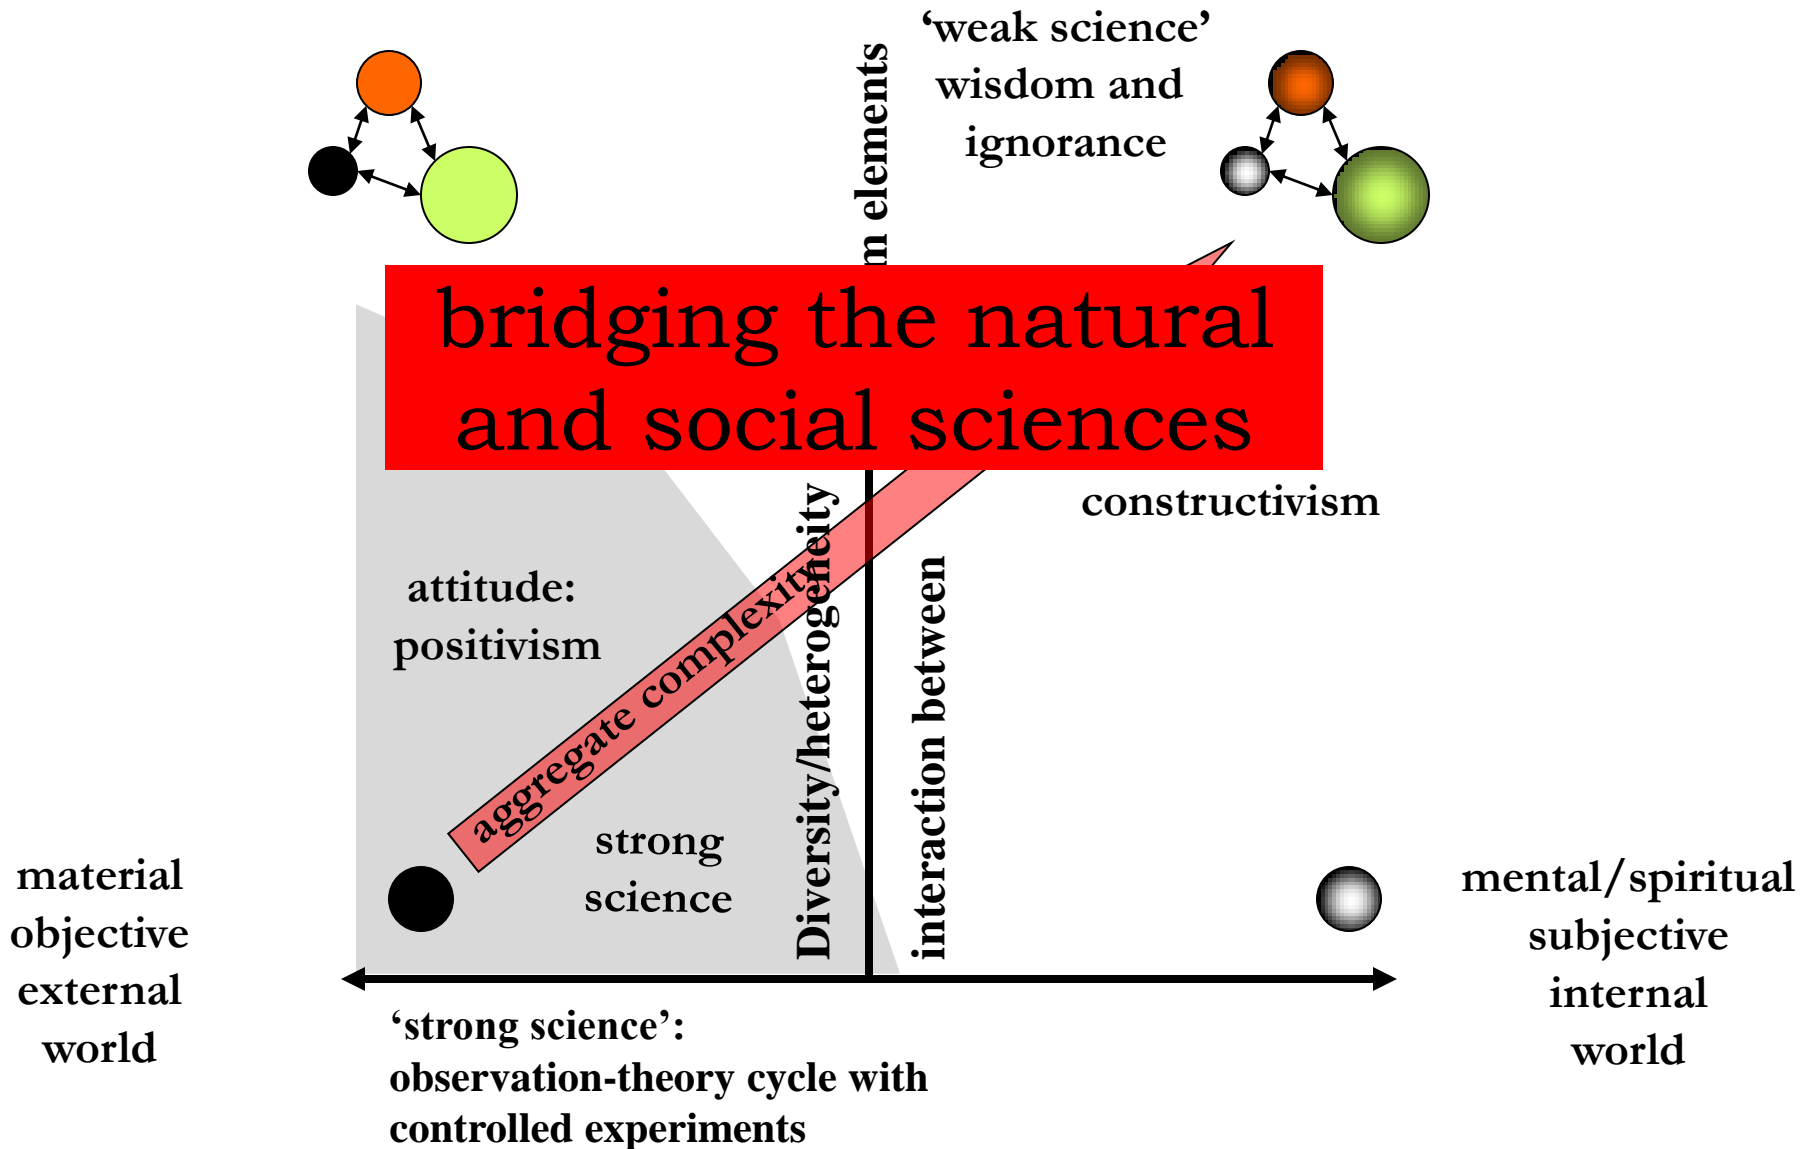 ‘weak science’
wisdom and
ignorance
elements
bridging the natural
and social sciences
constructivism
attitude:
positivism
aggregate complexity
Diversity/heterogeneity
interaction between
strong
science
material
objective
external
world
mental/spiritual
subjective
internal
world
‘strong science’:
observation-theory cycle with
controlled experiments